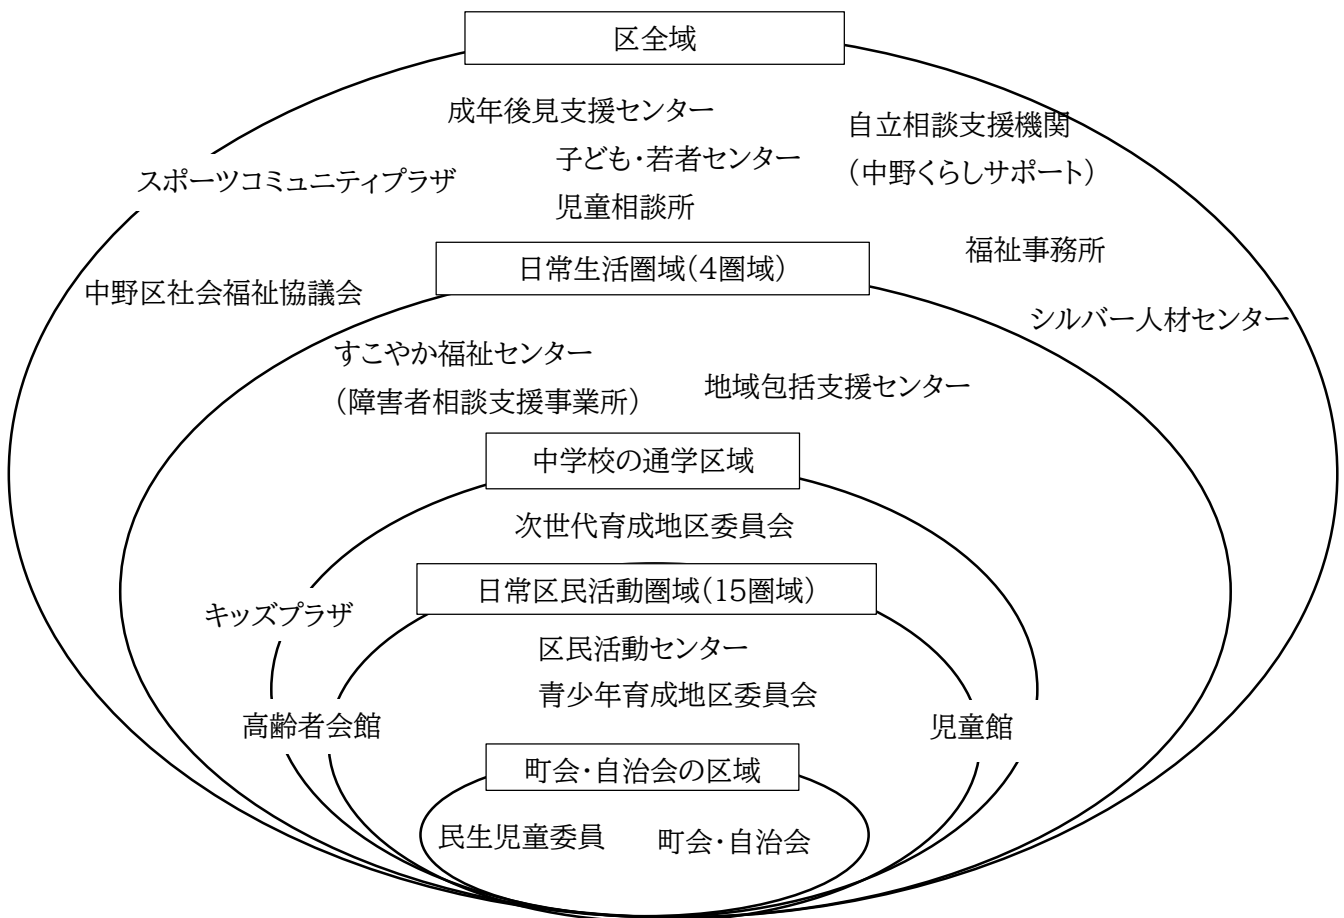 区全域
成年後見支援センター
自立相談支援機関
（中野くらしサポート）
子ども・若者センター
児童相談所
スポーツコミュニティプラザ
福祉事務所
日常生活圏域（4圏域）
中野区社会福祉協議会
シルバー人材センター
すこやか福祉センター
（障害者相談支援事業所）
地域包括支援センター
中学校の通学区域
次世代育成地区委員会
日常区民活動圏域（15圏域）
キッズプラザ
区民活動センター
青少年育成地区委員会
高齢者会館
児童館
町会・自治会の区域
民生児童委員
町会・自治会